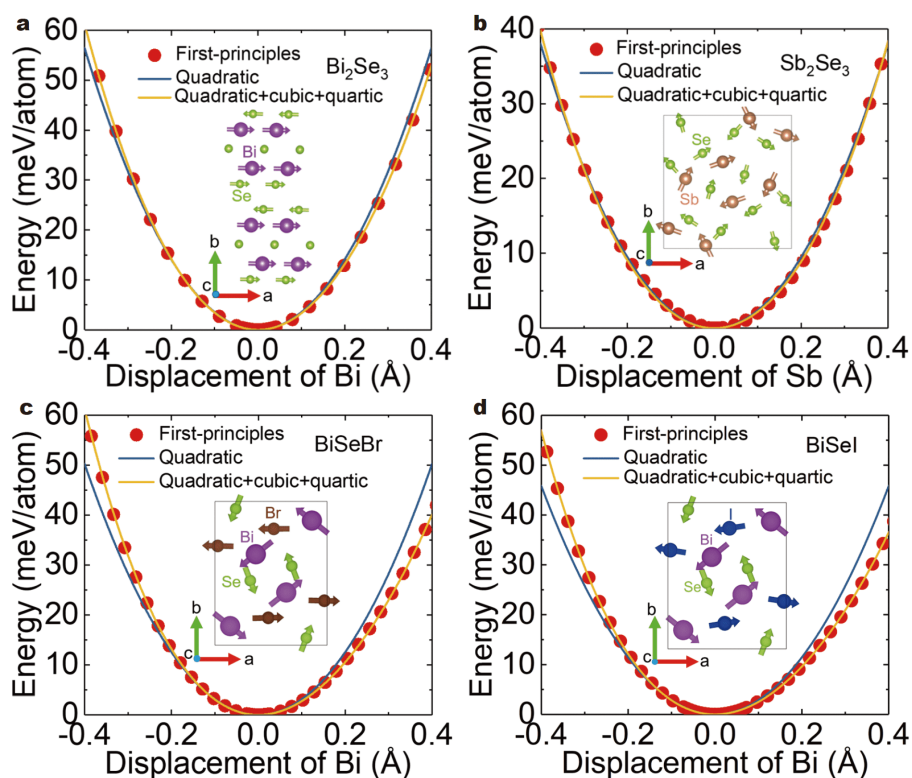 a
Energy (meV/atom)
60
50
40
30
20
10
0
First-principles
Quadratic
Quadratic+cubic+quartic
Bi₂Se₃
Bi
Se
b
c
a
-0.4 -0.2 0.0 0.2 0.4
Displacement of Bi (Å)
b
Energy (meV/atom)
40
30
20
10
0
First-principles
Quadratic
Quadratic+cubic+quartic
Sb₂Se₃
Se
Sb
b
c
a
-0.4 -0.2 0.0 0.2 0.4
Displacement of Sb (Å)
c
Energy (meV/atom)
60
50
40
30
20
10
0
First-principles
Quadratic
Quadratic+cubic+quartic
BiSeBr
Br
Bi
Se
b
c
a
-0.4 -0.2 0.0 0.2 0.4
Displacement of Bi (Å)
d
Energy (meV/atom)
60
50
40
30
20
10
0
First-principles
Quadratic
Quadratic+cubic+quartic
BiSeI
I
Bi
Se
b
c
a
-0.4 -0.2 0.0 0.2 0.4
Displacement of Bi (Å)